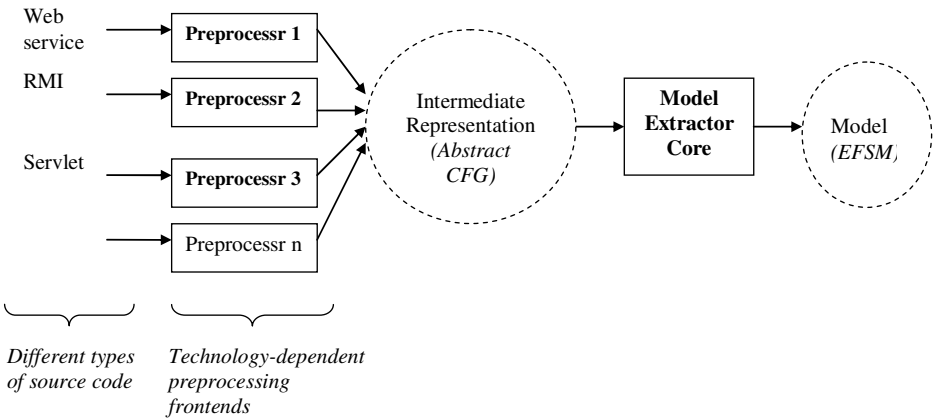 Web
service
Preprocessr 1
RMI
Preprocessr 2
Servlet
Preprocessr 3
Preprocessr n
Intermediate
Representation
(Abstract
CFG)
Model
Extractor
Core
Model
(EFSM)
Different types
of source code
Technology-dependent
preprocessing
frontends